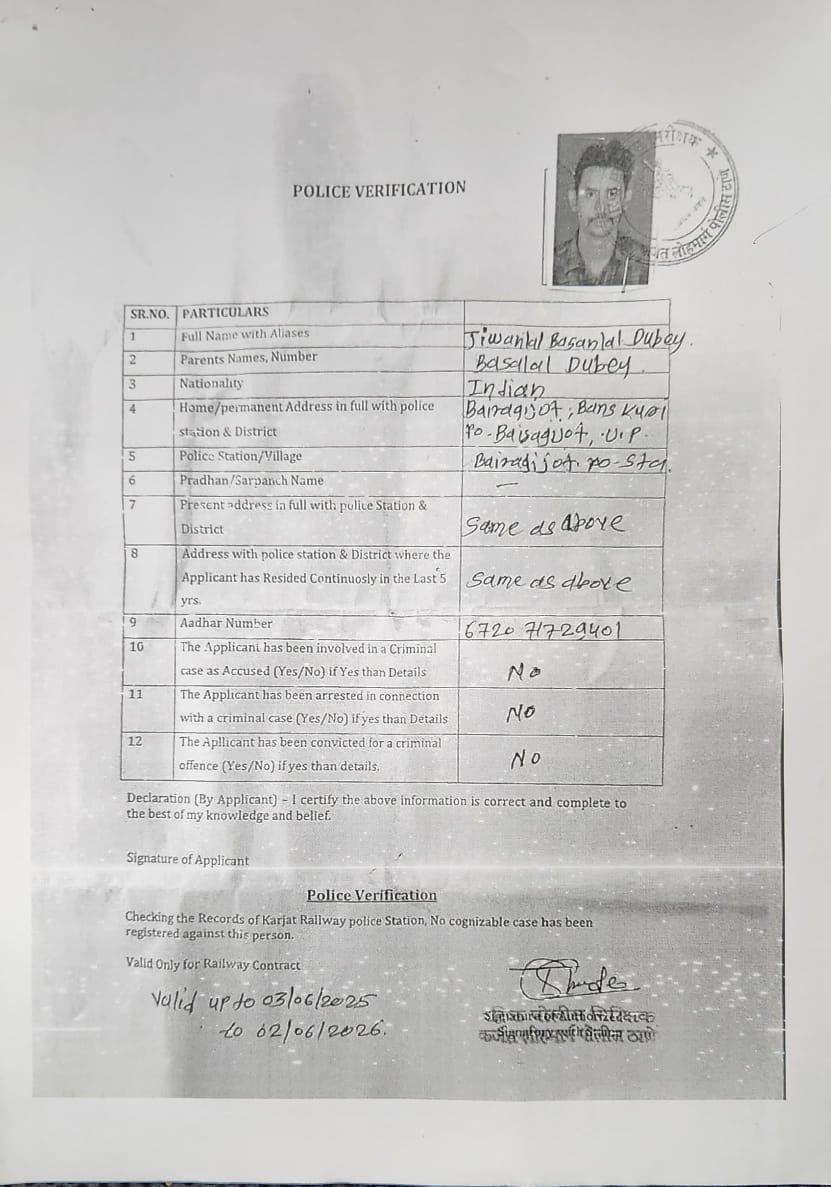 POLICE VERIFICATION
SR.NO. PARTICULARS
1 Full Name with Aliases Jiwanlal Basanlal Dubey.
2 Parents Names, Number Basalal Dubey.
3 Nationality Indian
4 Home/permanent Address in full with police Bairagijot, Bans Kuri
station & District Po-Bairagijot, U.P.
5 Police Station/Village Bairagijot. po-Sta.
6 Pradhan/Sarpanch Name —
7 Present address in full with police Station &
District Same as above
8 Address with police station & District where the
Applicant has Resided Continuosly in the Last 5 Same as above
yrs.
9 Aadhar Number 6720 71729401
10 The Applicant has been involved in a Criminal
case as Accused (Yes/No) if Yes than Details No
11 The Applicant has been arrested in connection
with a criminal case (Yes/No) if yes than Details No
12 The Apllicant has been convicted for a criminal
offence (Yes/No) if yes than details. No
Declaration (By Applicant) – I certify the above information is correct and complete to
the best of my knowledge and belief.
Signature of Applicant
Police Verification
Checking the Records of Karjat Railway police Station, No cognizable case has been
registered against this person.
Valid Only for Railway Contract
Valid up to 03/06/2025
to 02/06/2026.
लोहमार्ग पोलीस ठाणे